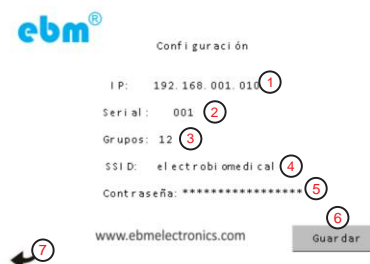 ebm®
Configuración
IP: 192.168.001.010 1
Serial: 001 2
Grupos: 12 3
SSID: electrobiomedical 4
Contraseña: ***************** 5
6
www.ebmelectronics.com Guardar
7